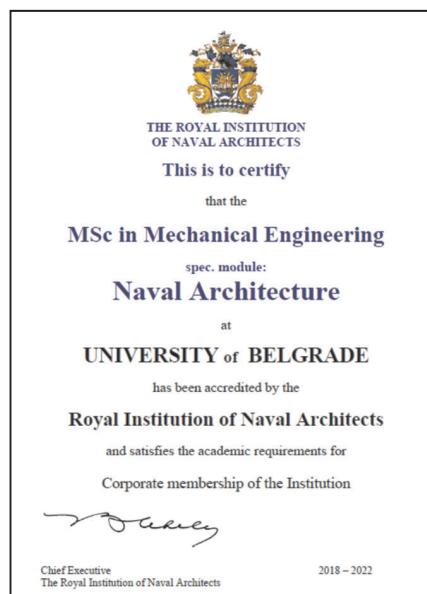 THE ROYAL INSTITUTION
OF NAVAL ARCHITECTS
This is to certify
that the
MSc in Mechanical Engineering
spec. module:
Naval Architecture
at
UNIVERSITY of BELGRADE
has been accredited by the
Royal Institution of Naval Architects
and satisfies the academic requirements for
Corporate membership of the Institution
Chief Executive 2018 – 2022
The Royal Institution of Naval Architects